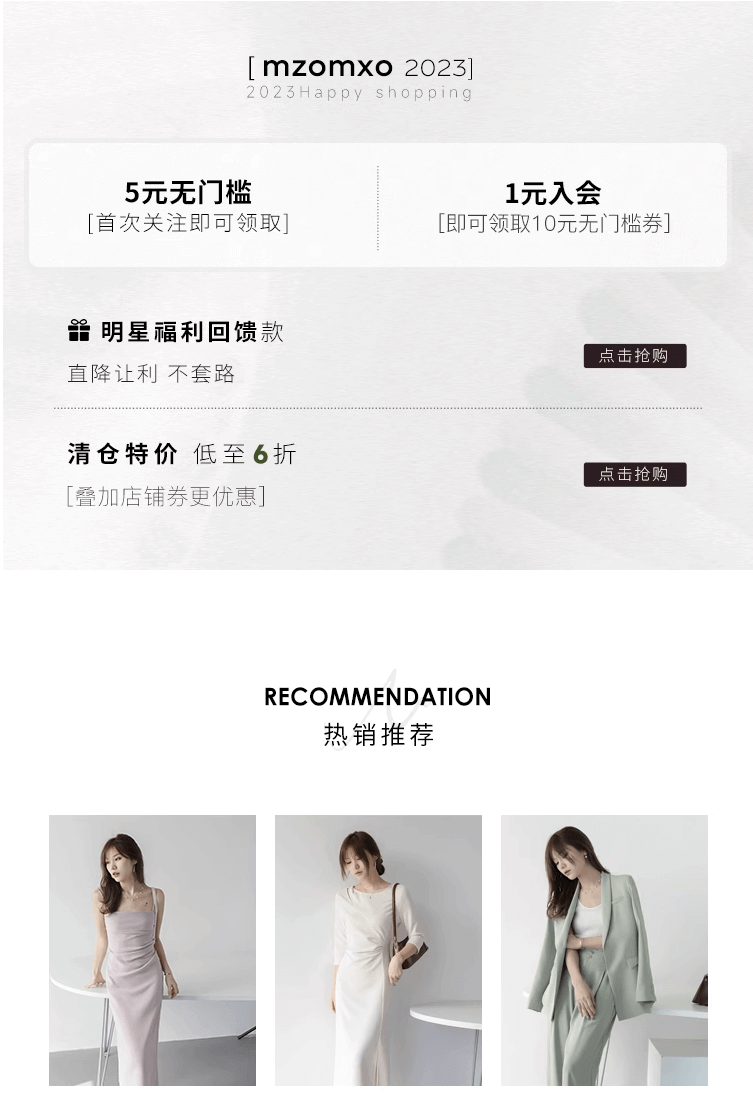 [ mzomxo 2023]
2023Happy shopping
5元无门槛
[首次关注即可领取]
1元入会
[即可领取10元无门槛券]
明星福利回馈款
直降让利 不套路
点击抢购
清仓特价 低至6折
[叠加店铺券更优惠]
点击抢购
RECOMMENDATION
热销推荐